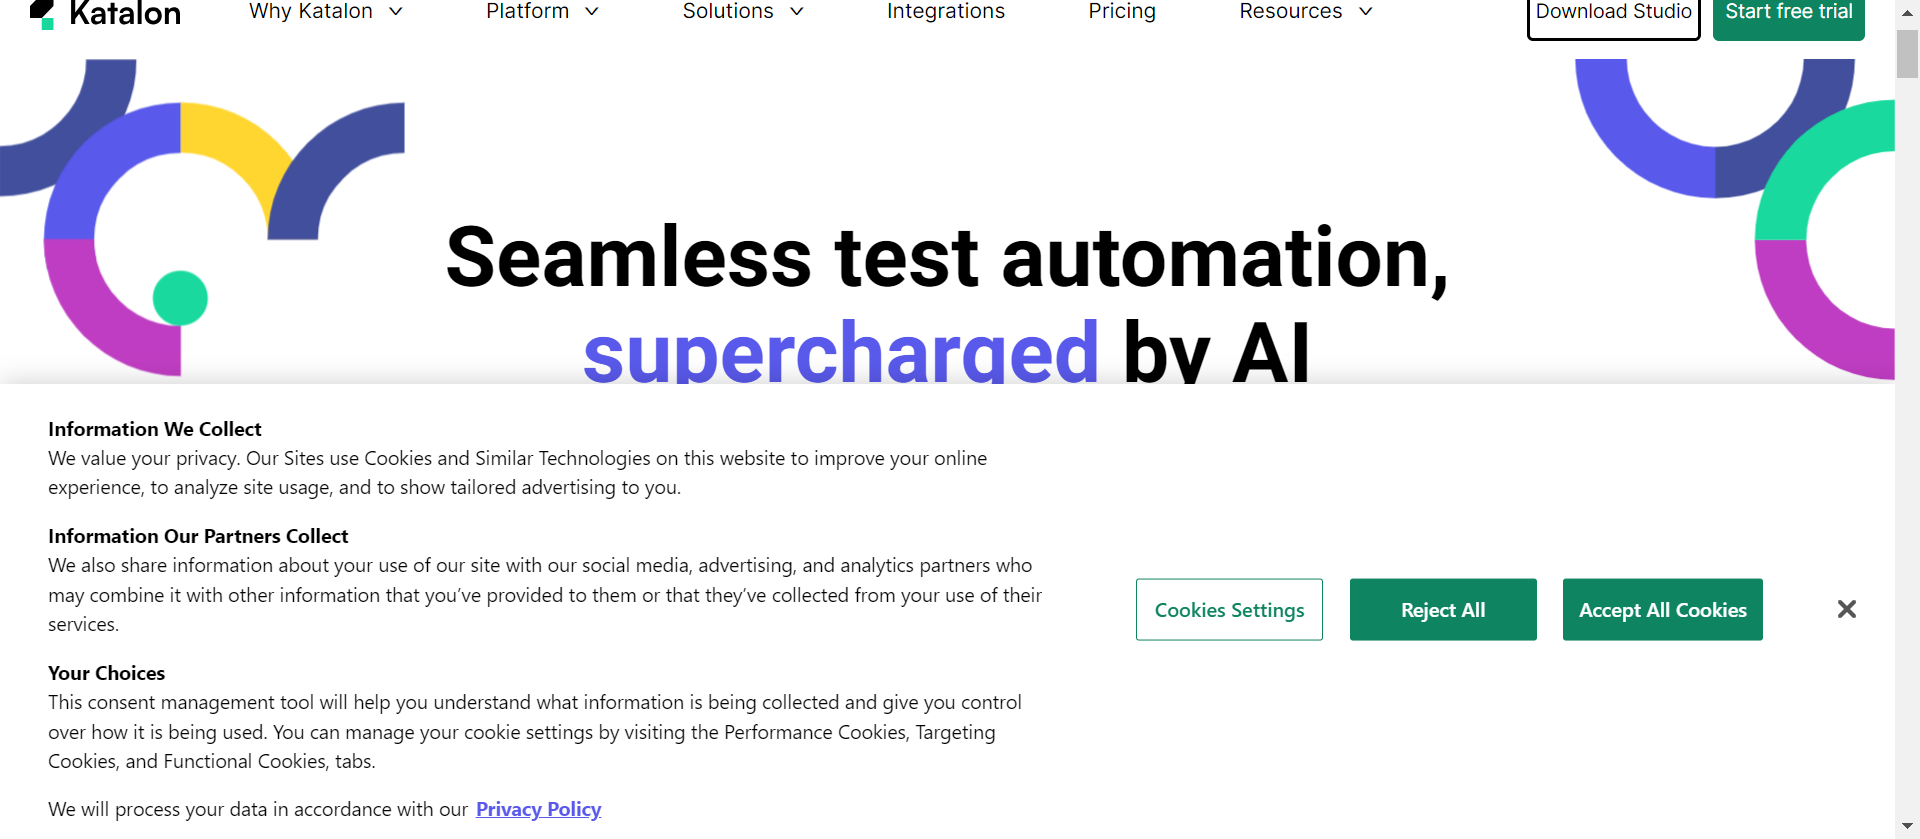 Katalon
Why Katalon
Platform
Solutions
Integrations
Pricing
Resources
Download Studio
Start free trial
Seamless test automation,
supercharged by AI
Information We Collect
We value your privacy. Our Sites use Cookies and Similar Technologies on this website to improve your online
experience, to analyze site usage, and to show tailored advertising to you.
Information Our Partners Collect
We also share information about your use of our site with our social media, advertising, and analytics partners who
may combine it with other information that you’ve provided to them or that they’ve collected from your use of their
services.
Your Choices
This consent management tool will help you understand what information is being collected and give you control
over how it is being used. You can manage your cookie settings by visiting the Performance Cookies, Targeting
Cookies, and Functional Cookies, tabs.
We will process your data in accordance with our Privacy Policy
Cookies Settings
Reject All
Accept All Cookies